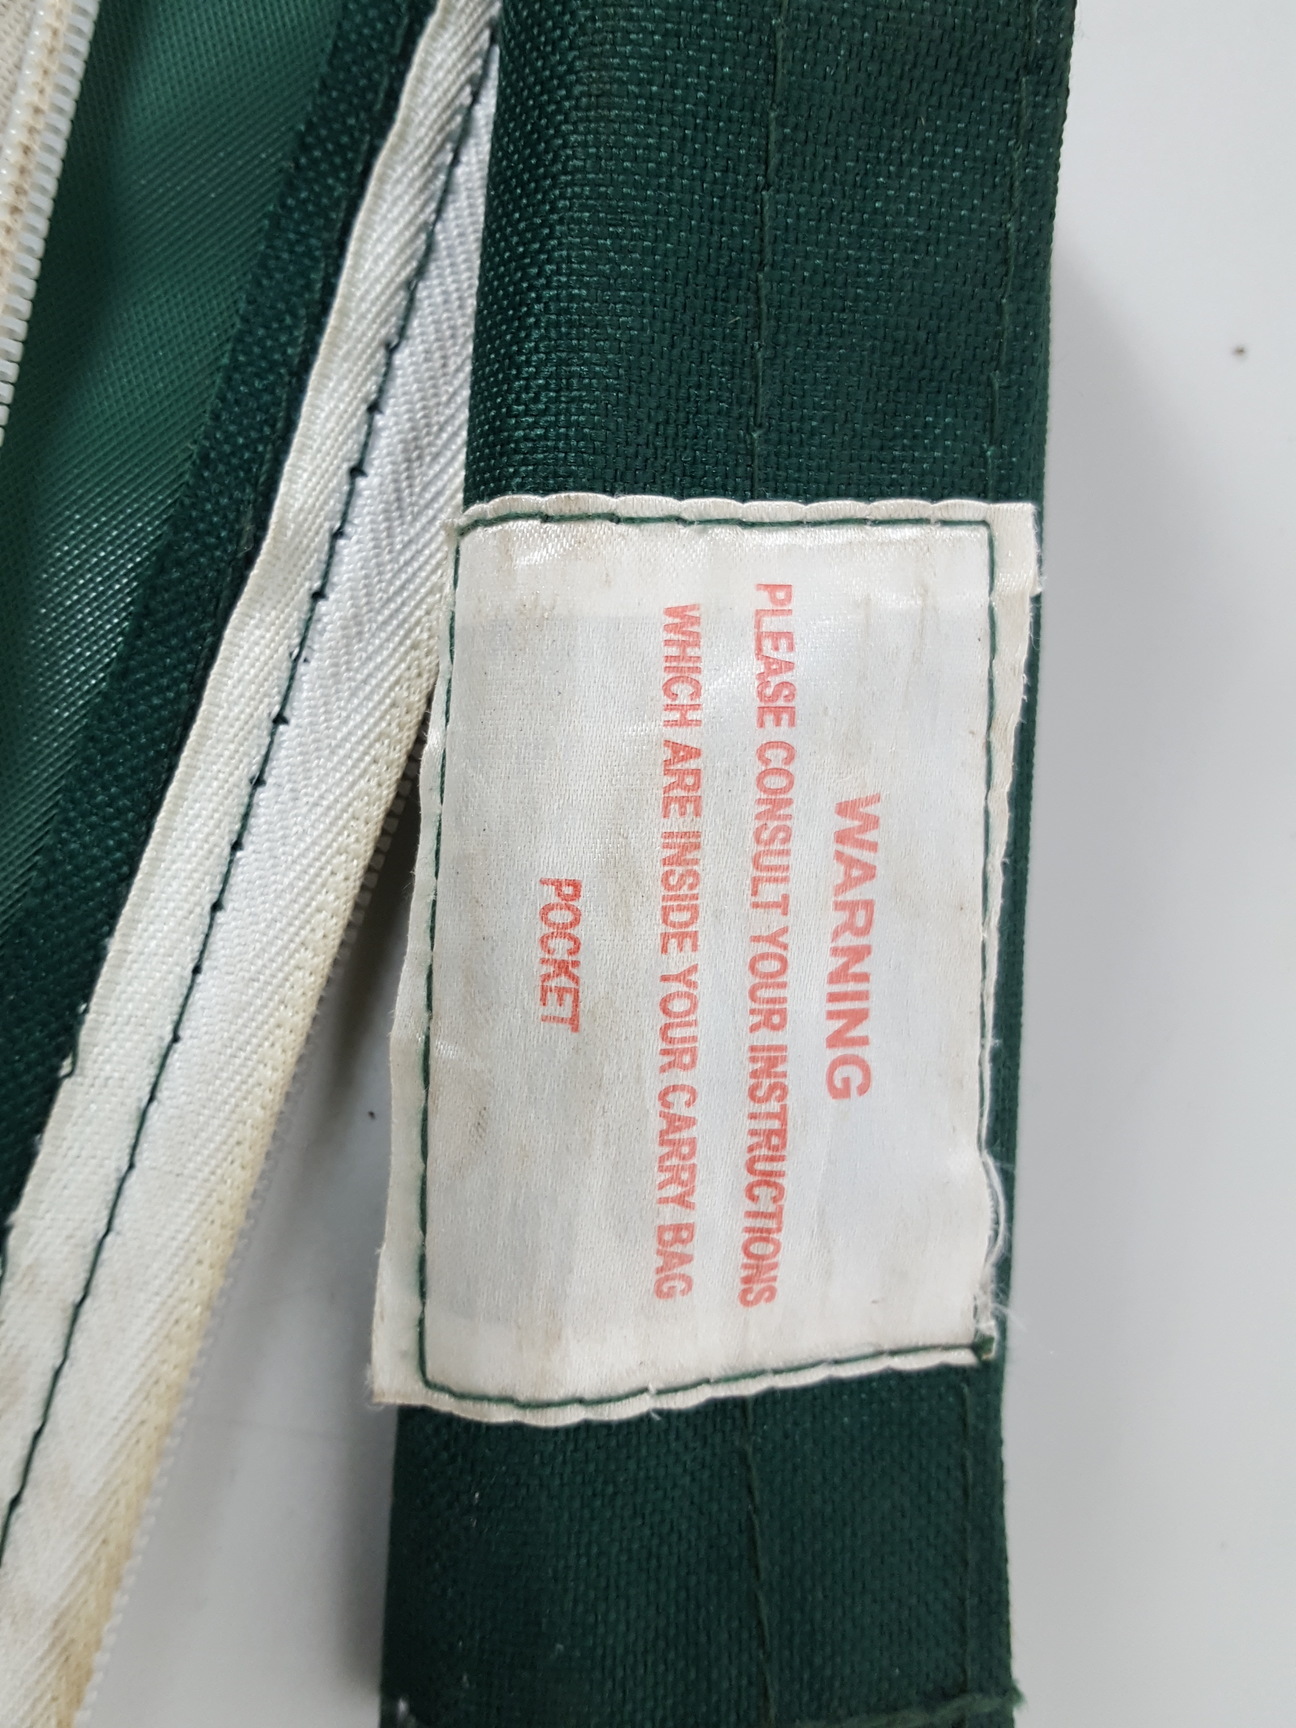 WARNING
PLEASE CONSULT YOUR INSTRUCTIONS
WHICH ARE INSIDE YOUR CARRY BAG
POCKET